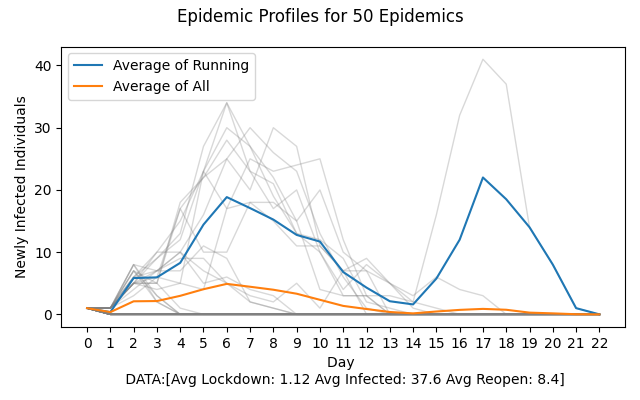 Epidemic Profiles for 50 Epidemics
Average of Running
Average of All
Newly Infected Individuals
40
30
20
10
0
0 1 2 3 4 5 6 7 8 9 10 11 12 13 14 15 16 17 18 19 20 21 22
Day
DATA:[Avg Lockdown: 1.12 Avg Infected: 37.6 Avg Reopen: 8.4]